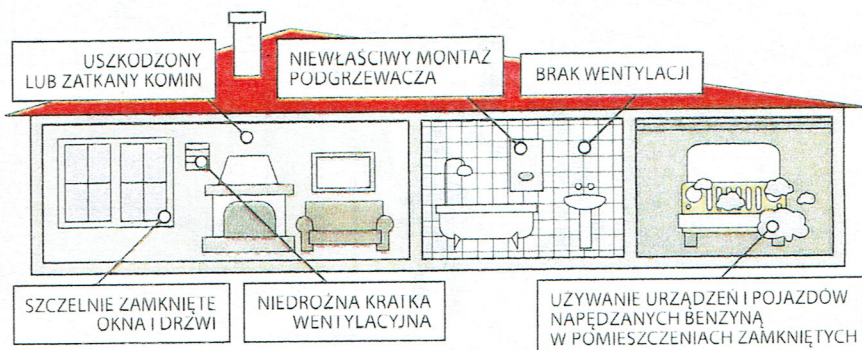 USZKODZONY
LUB ZATKANY KOMIN
NIEWŁAŚCIWY MONTAŻ
PODGRZEWACZA
BRAK WENTYLACJI
SZCZELNIE ZAMKNIĘTE
OKNA I DRZWI
NIEDROŻNA KRATKA
WENTYLACYJNA
UŻYWANIE URZĄDZEŃ I POJAZDÓW
NAPĘDZANYCH BENZYNĄ
W POMIESZCZENIACH ZAMKNIĘTYCH